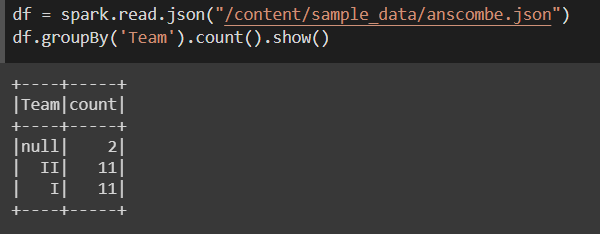 df = spark.read.json("/content/sample_data/anscombe.json")
df.groupBy('Team').count().show()
+----+-----+
|Team|count|
+----+-----+
|null|    2|
|  II|   11|
|   I|   11|
+----+-----+